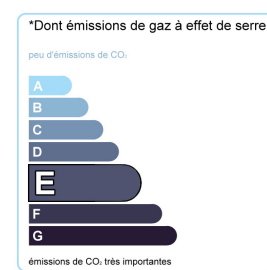 *Dont émissions de gaz à effet de serre
peu d'émissions de CO₂
A
B
C
D
E
F
G
émissions de CO₂ très importantes